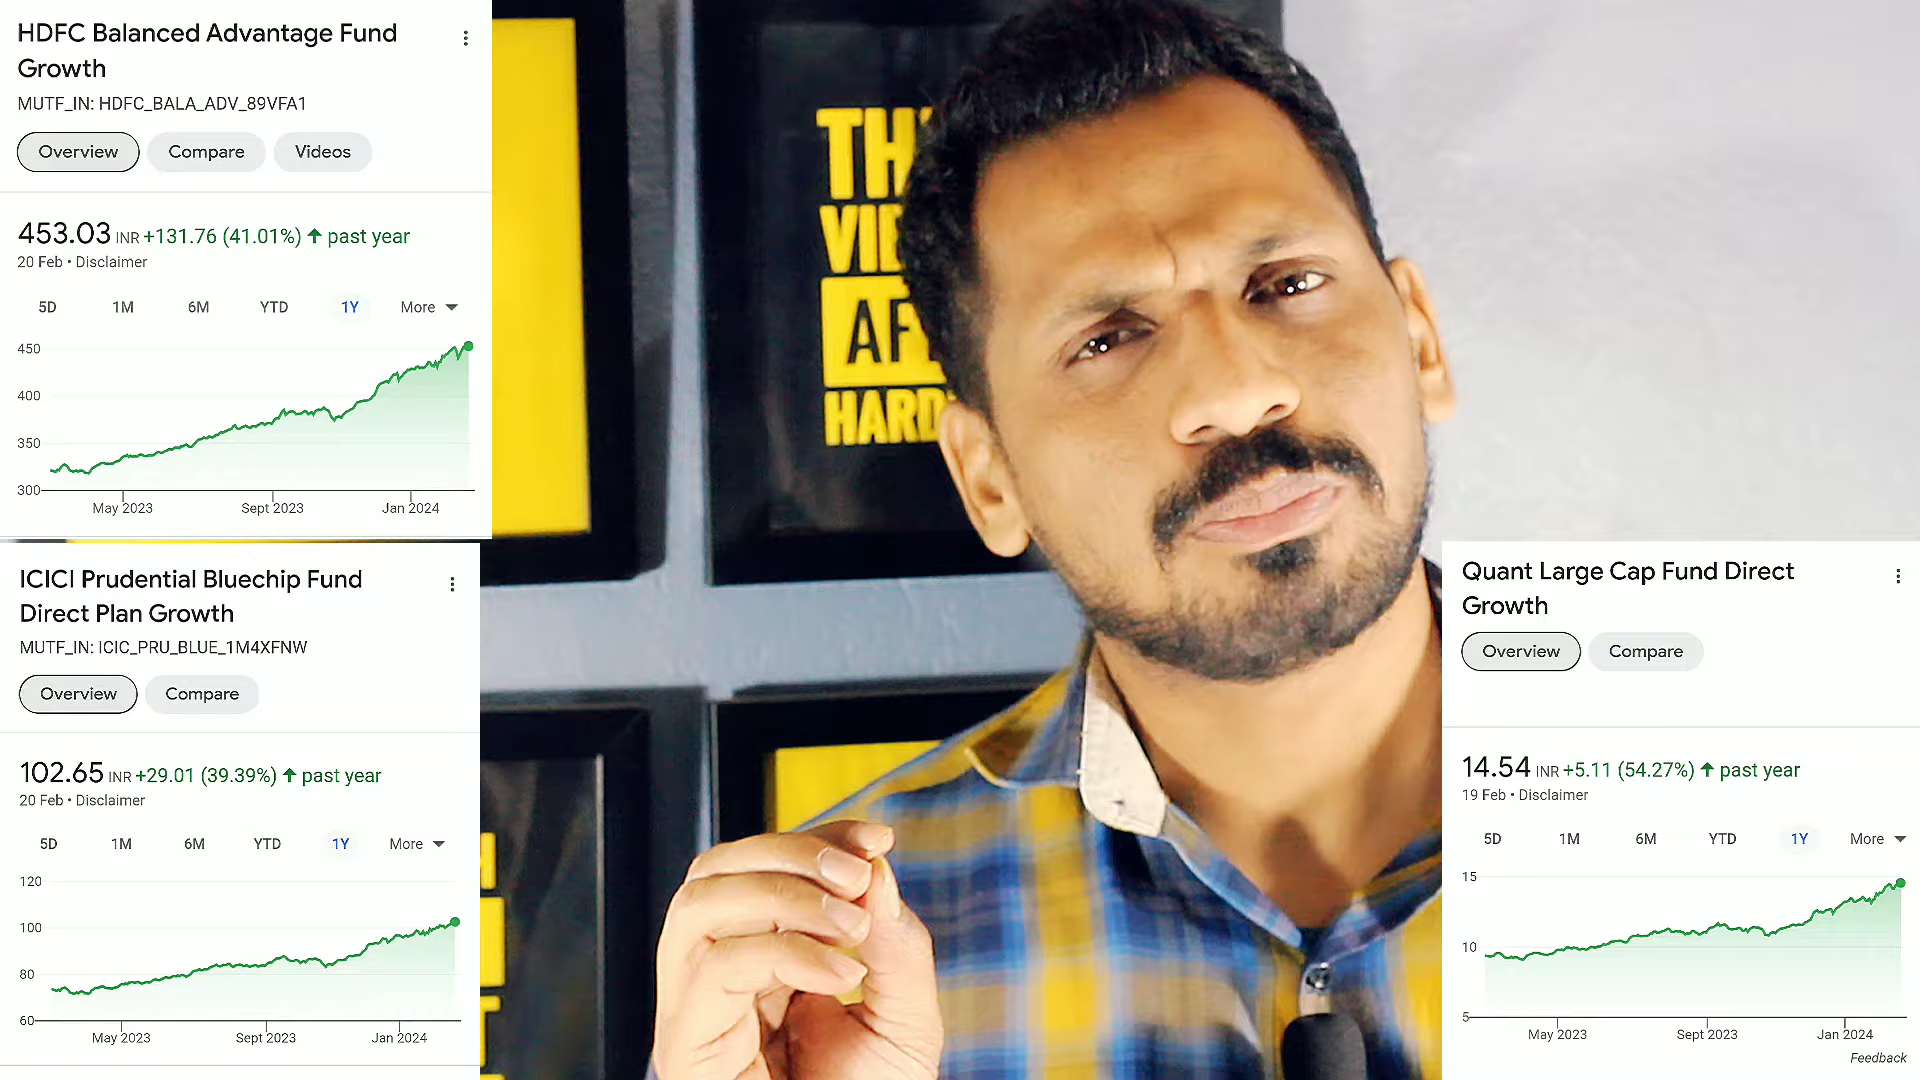 HDFC Balanced Advantage Fund
Growth
MUTF_IN: HDFC_BALA_ADV_89VFA1
Overview
Compare
Videos
453.03 INR +131.76 (41.01%) ↑ past year
20 Feb • Disclaimer
5D 1M 6M YTD 1Y More
450
400
350
300
May 2023 Sept 2023 Jan 2024
ICICI Prudential Bluechip Fund
Direct Plan Growth
MUTF_IN: ICIC_PRU_BLUE_1M4XFNW
Overview
Compare
102.65 INR +29.01 (39.39%) ↑ past year
20 Feb • Disclaimer
5D 1M 6M YTD 1Y More
120
100
80
60
May 2023 Sept 2023 Jan 2024
HARD
Quant Large Cap Fund Direct
Growth
Overview
Compare
14.54 INR +5.11 (54.27%) ↑ past year
19 Feb • Disclaimer
5D 1M 6M YTD 1Y More
15
10
5
May 2023 Sept 2023 Jan 2024
Feedback